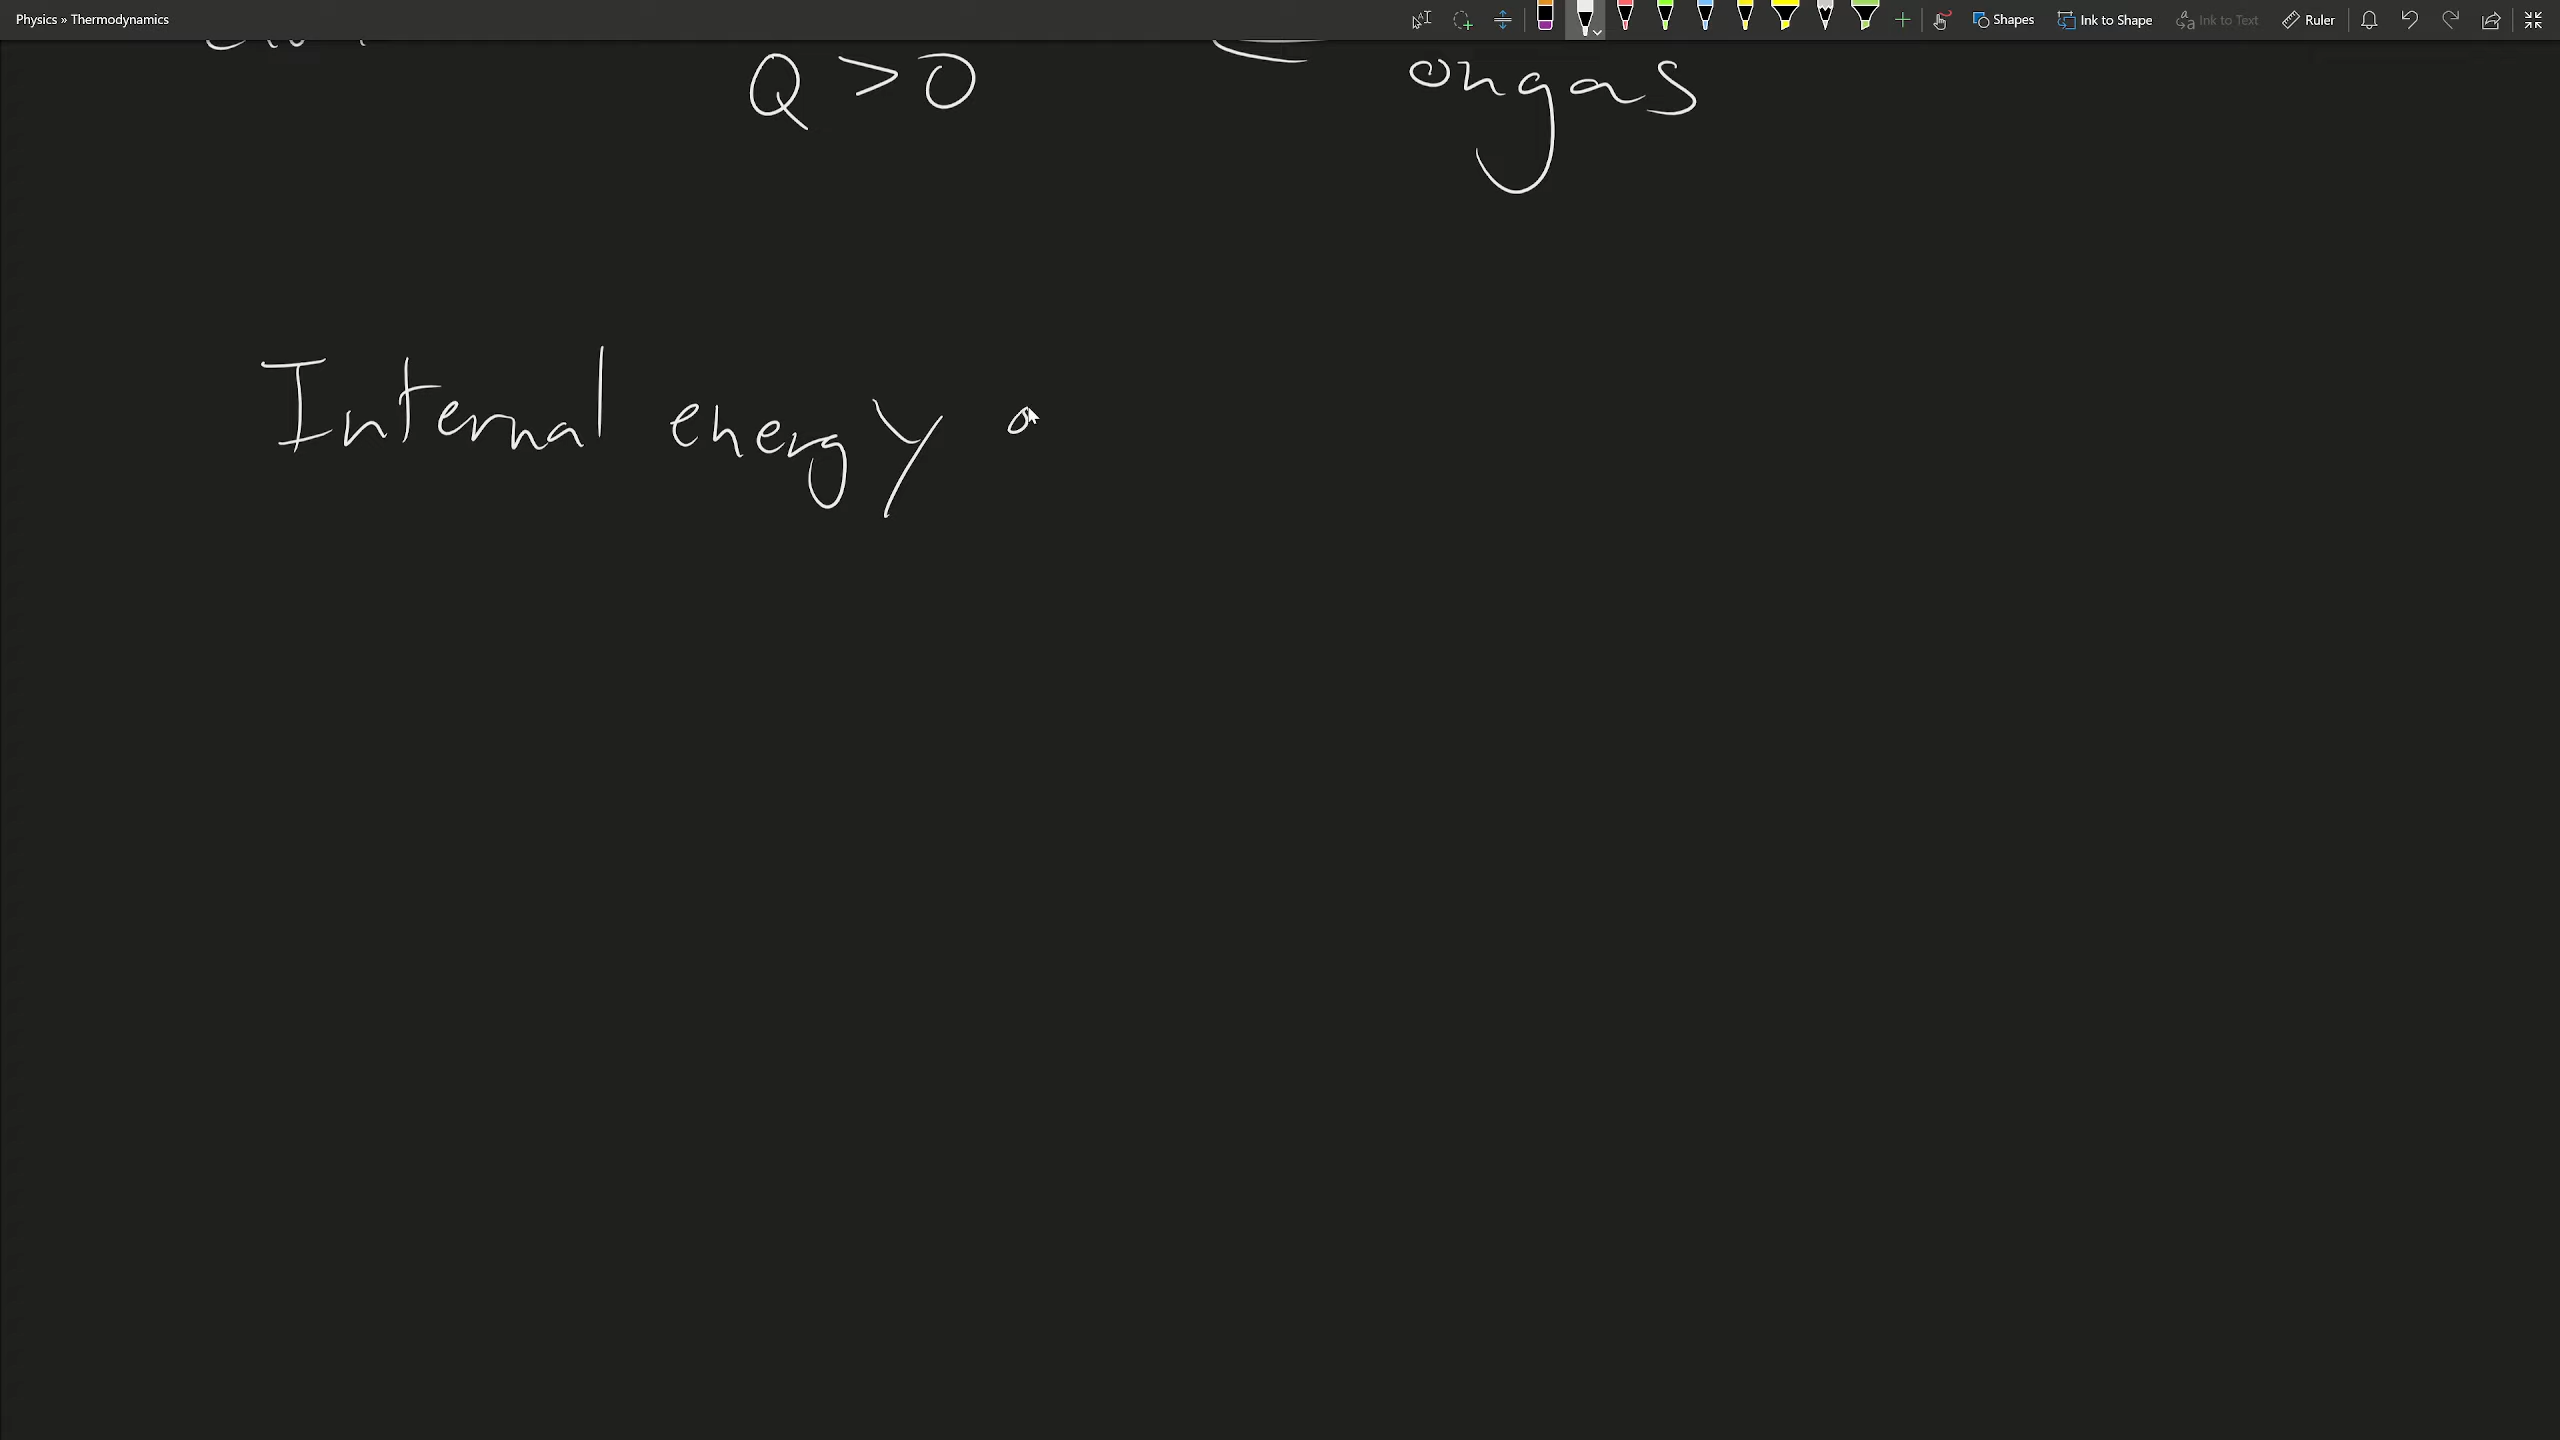 Physics » Thermodynamics
Shapes Ink to Shape Ink to Text Ruler
Q > 0
on gas
Internal energy o